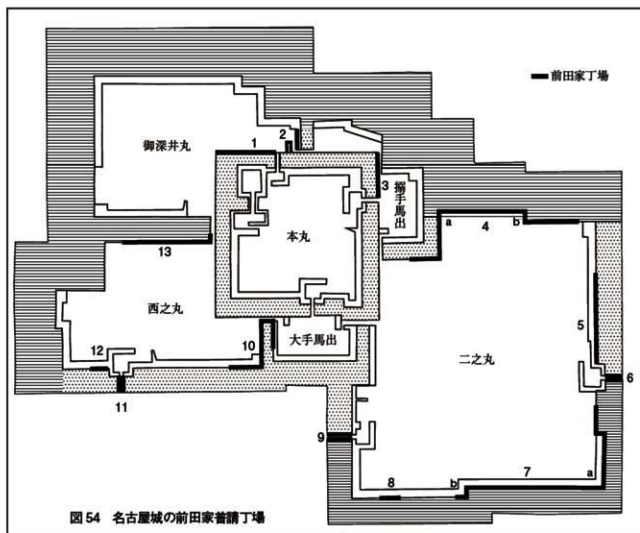 前田家丁場
御深井丸
1
2
3
搦手馬出
a
4
b
本丸
13
西之丸
5
12
10
大手馬出
二之丸
11
6
9
a
7
8
b
図54 名古屋城の前田家普請丁場